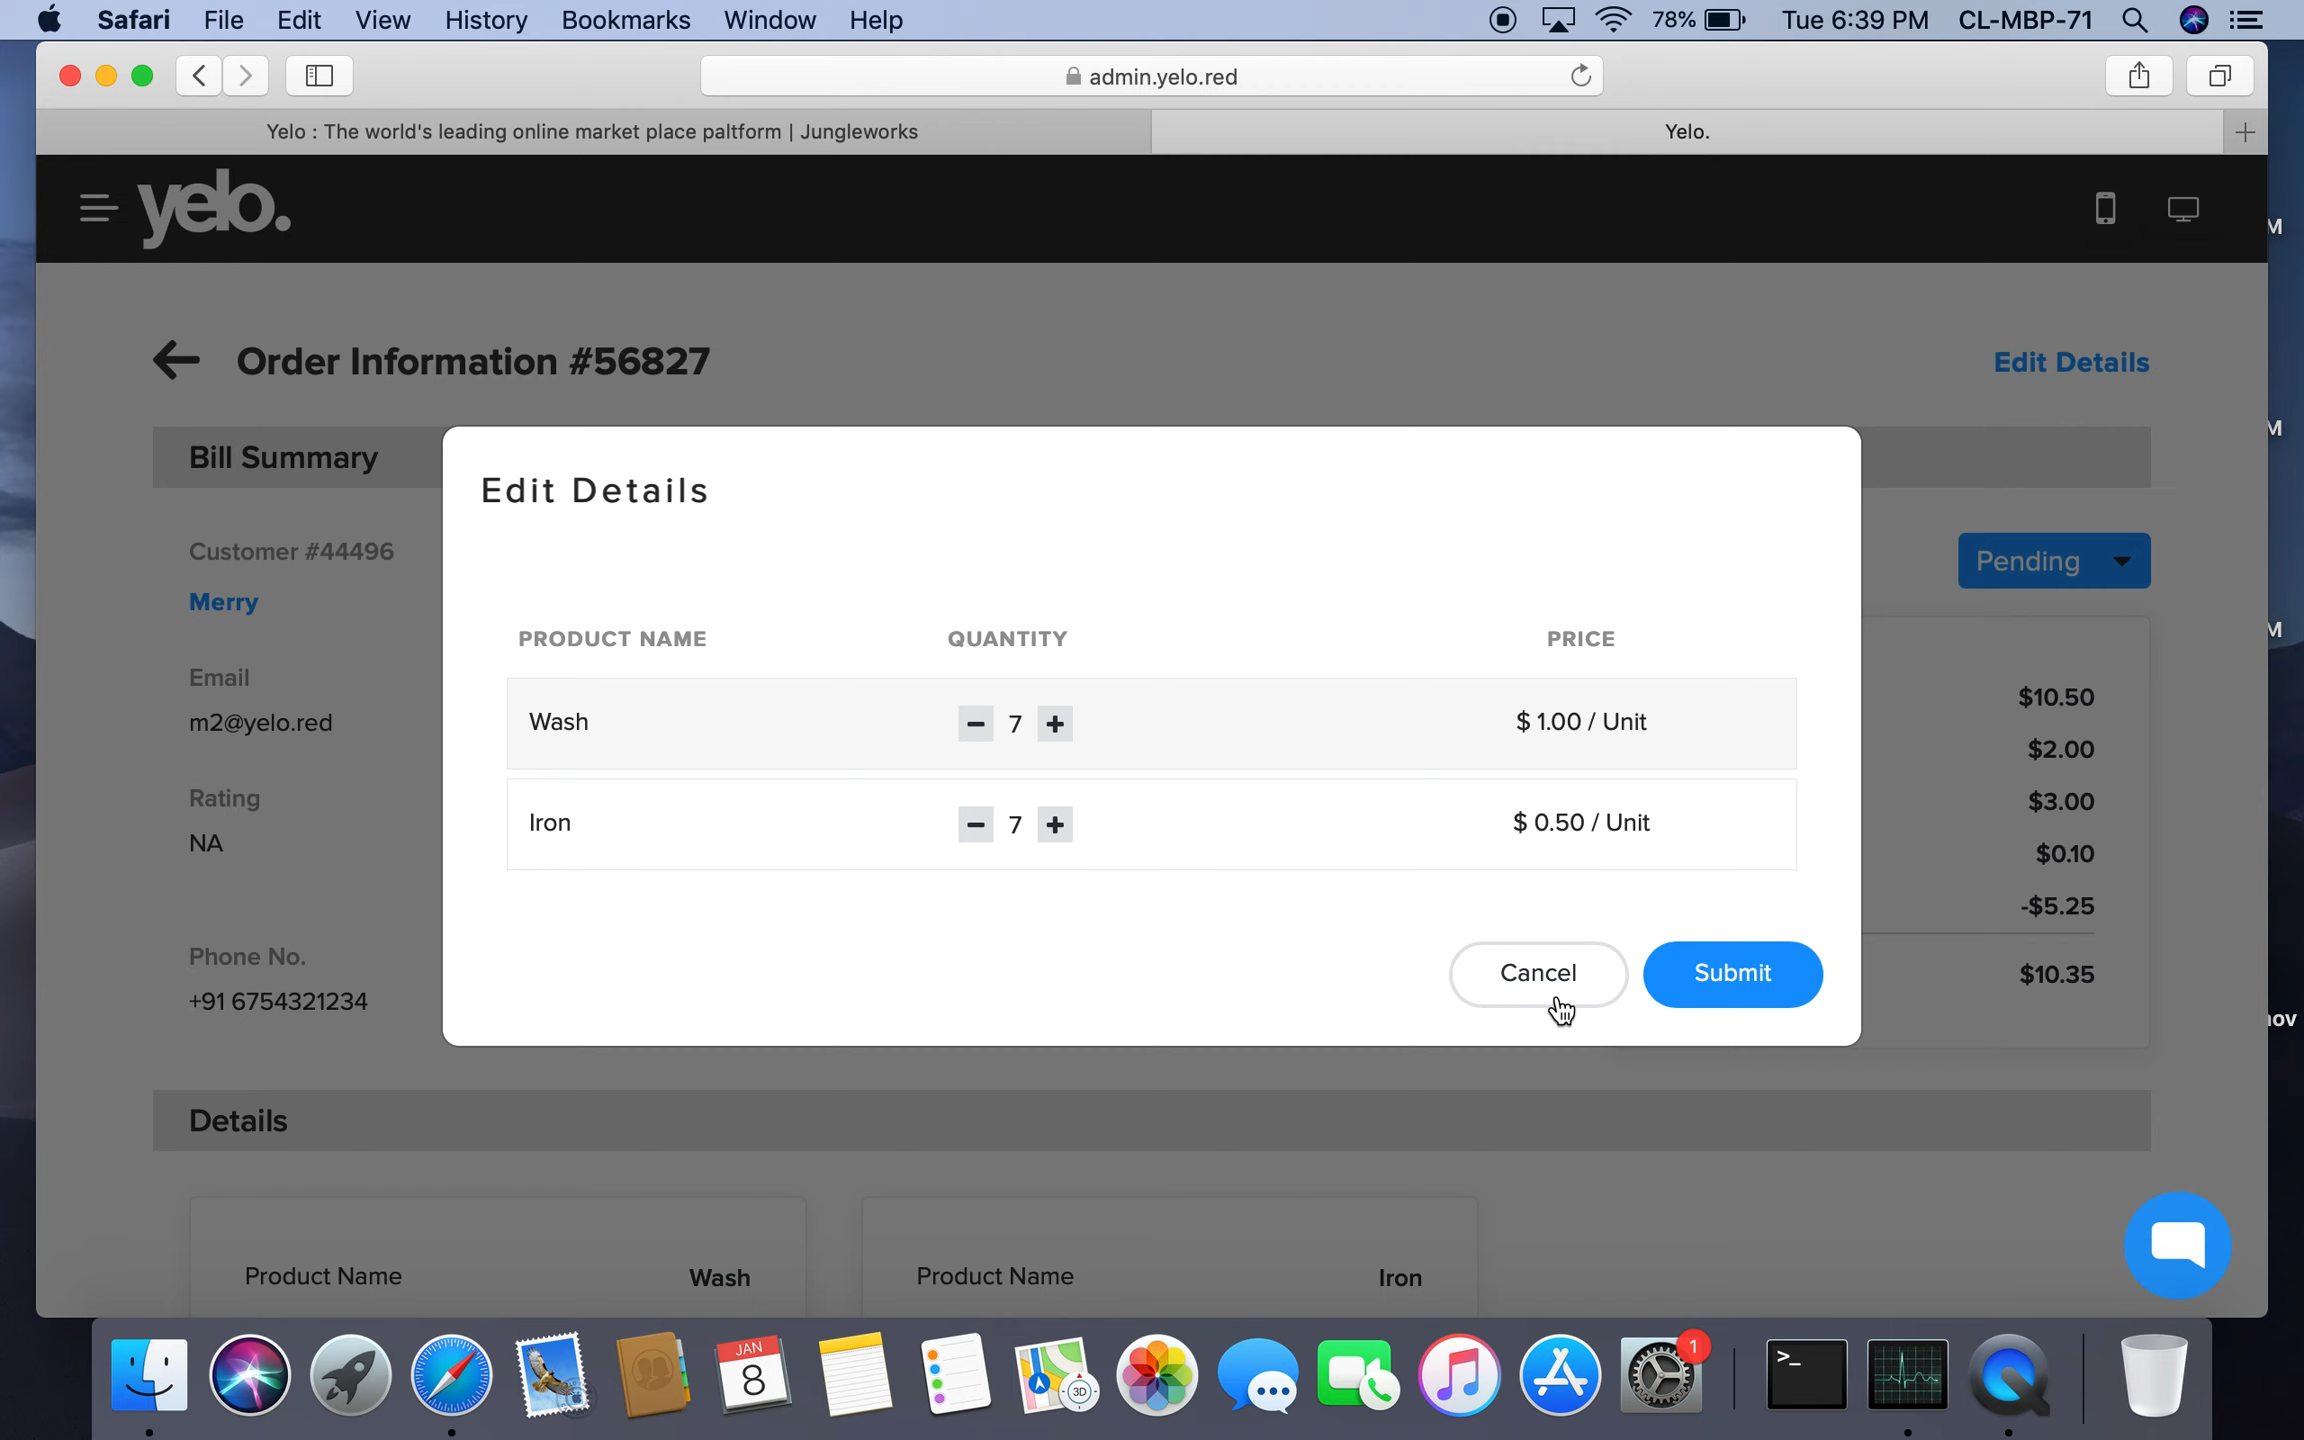 Safari File Edit View History Bookmarks Window Help 78% Tue 6:39 PM CL-MBP-71
admin.yelo.red
Yelo : The world's leading online market place paltform | Jungleworks
Yelo.
yelo.
M
Order Information #56827
Edit Details
Bill Summary
M
Edit Details
Customer #44496
Pending
Merry
PRODUCT NAME QUANTITY PRICE
M
Email
$10.50
m2@yelo.red
Wash 7 $ 1.00 / Unit
$2.00
Rating
$3.00
NA
Iron 7 $ 0.50 / Unit
$0.10
-$5.25
Phone No.
Cancel
Submit
$10.35
+91 6754321234
ov
Details
Product Name Wash
Product Name Iron
JAN
8
3D
1
>_